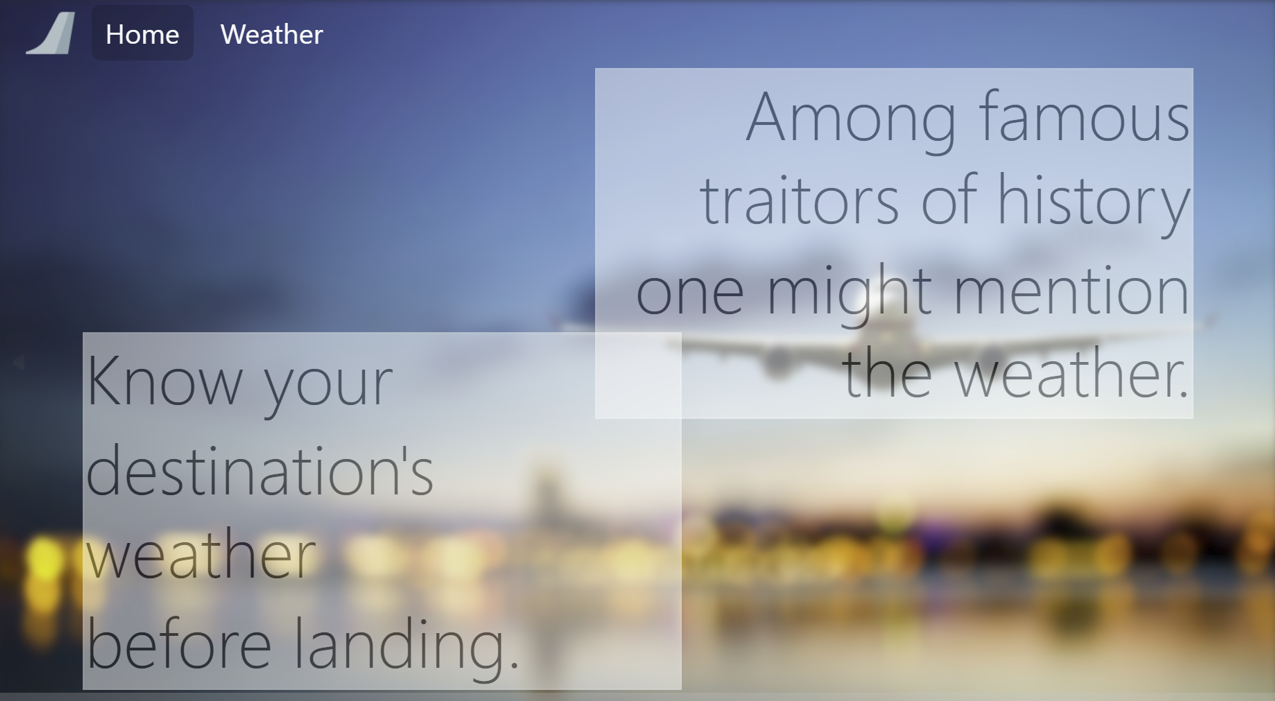 Home Weather
Among famous
traitors of history
one might mention
the weather.
Know your
destination's
weather
before landing.